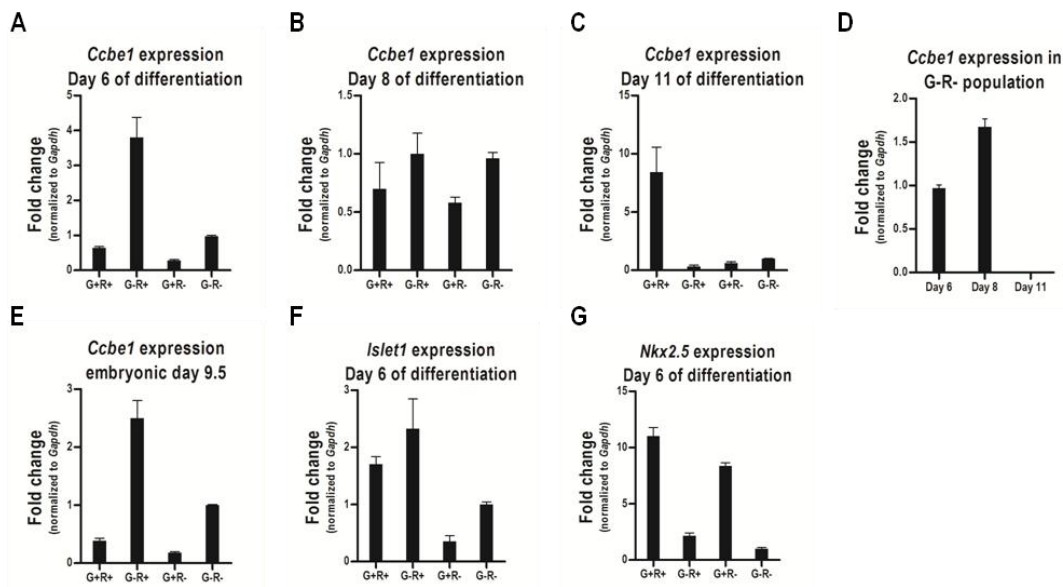 A
Ccbe1 expression
Day 6 of differentiation
Fold change
(normalized to Gapdh)
5
4
3
2
1
0
G+R+ G-R+ G+R- G-R-
B
Ccbe1 expression
Day 8 of differentiation
Fold change
(normalized to Gapdh)
1.5
1.0
0.5
0.0
G+R+ G-R+ G+R- G-R-
C
Ccbe1 expression
Day 11 of differentiation
Fold change
(normalized to Gapdh)
15
10
5
0
G+R+ G-R+ G+R- G-R-
D
Ccbe1 expression in
G-R- population
Fold change
(normalized to Gapdh)
2.0
1.5
1.0
0.5
0.0
Day 6 Day 8 Day 11
E
Ccbe1 expression
embryonic day 9.5
Fold change
(normalized to Gapdh)
3
2
1
0
G+R+ G-R+ G+R- G-R-
F
Islet1 expression
Day 6 of differentiation
Fold change
(normalized to Gapdh)
3
2
1
0
G+R+ G-R+ G+R- G-R-
G
Nkx2.5 expression
Day 6 of differentiation
Fold change
(normalized to Gapdh)
15
10
5
0
G+R+ G-R+ G+R- G-R-